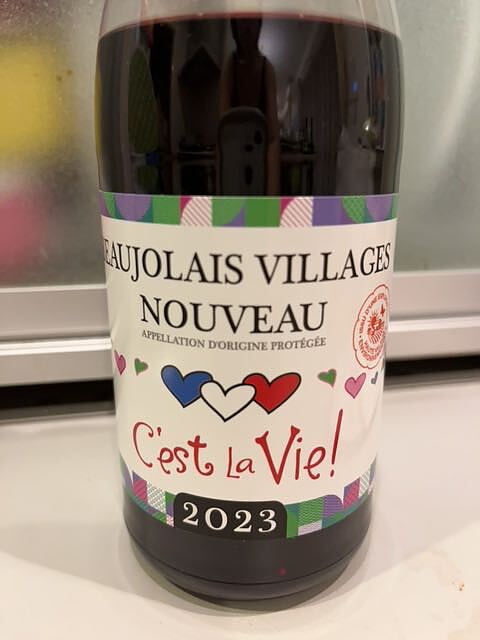 EAUJOLAIS VILLAGES
NOUVEAU
APPELLATION D'ORIGINE PROTÉGÉE
C'est La Vie!
2023